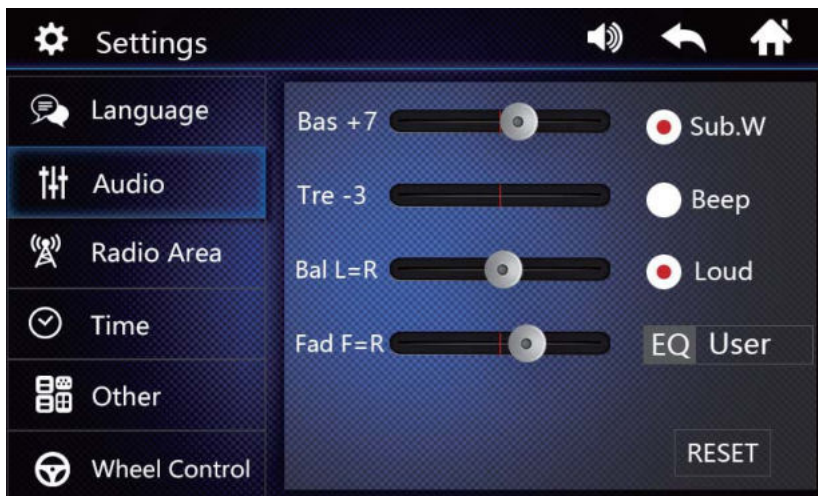 Settings
Language
Audio
Radio Area
Time
Other
Wheel Control
Bas +7
Tre -3
Bal L=R
Fad F=R
Sub.W
Beep
Loud
EQ User
RESET